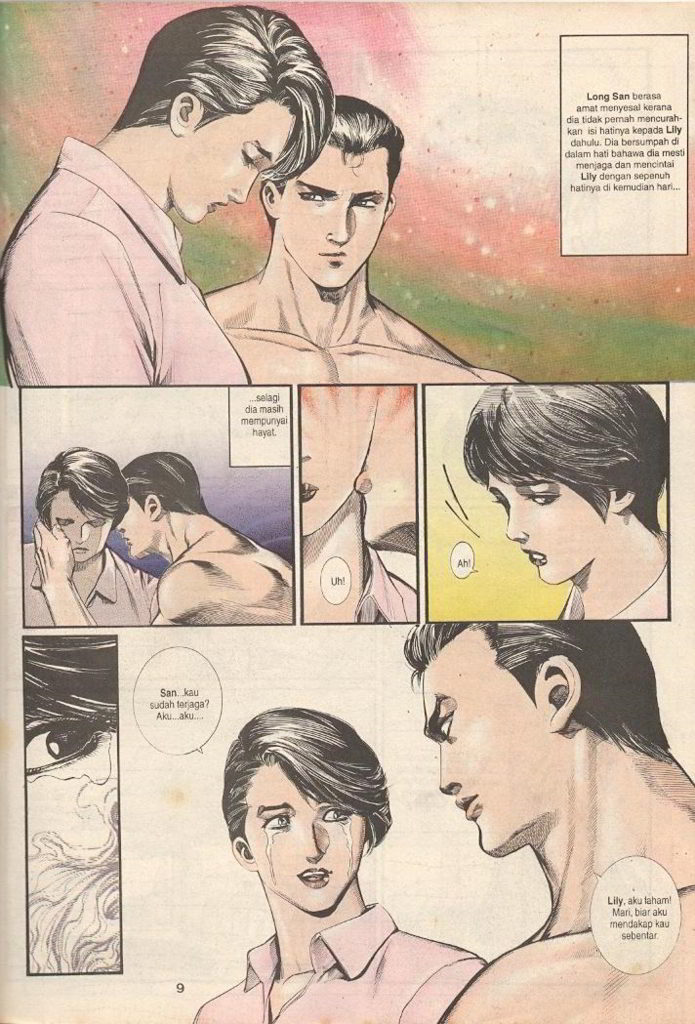 Long San berasa
amat menyesal kerana
dia tidak pernah mencurah-
kan isi hatinya kepada Lily
dahulu. Dia bersumpah di
dalam hati bahawa dia mesti
menjaga dan mencintai
Lily dengan sepenuh
hatinya di kemudian hari...
...selagi
dia masih
mempunyai
hayat.
Uh!
Ah!
San...kau
sudah terjaga?
Aku...aku....
Lily, aku faham!
Mari, biar aku
mendakap kau
sebentar.
9